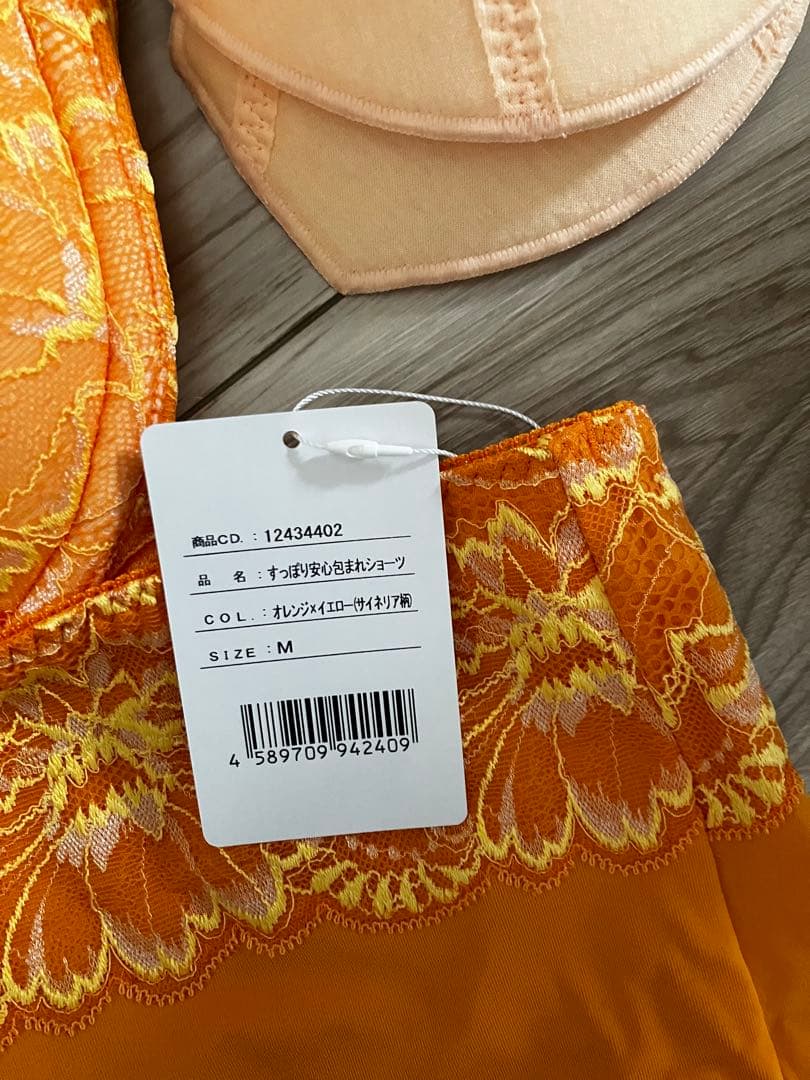 商品CD. : 12434402
品 名 : すっぽり安心包まれショーツ
COL. : オレンジ×イエロー(サイネリア柄)
SIZE : M
4 589709 942409